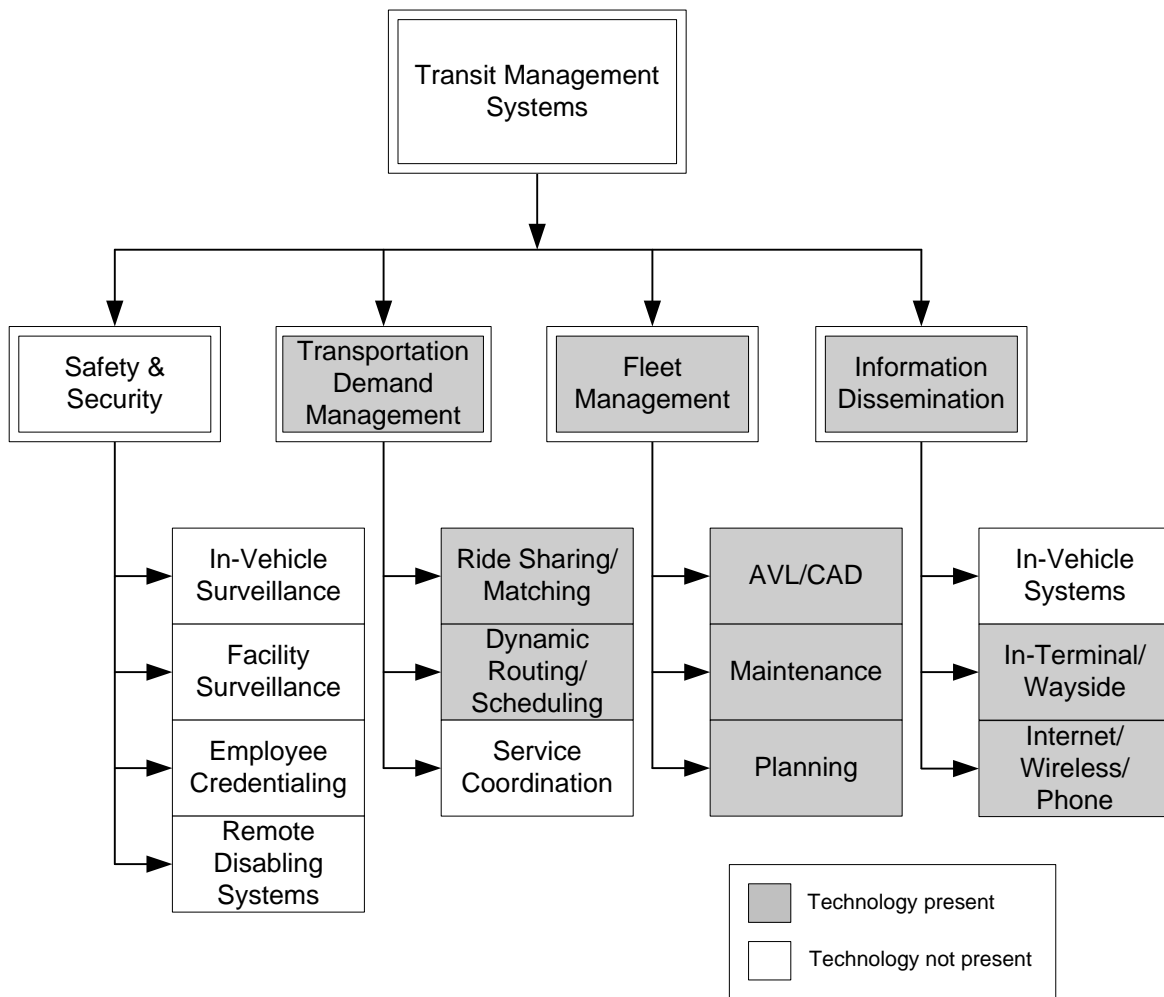 Transit Management
Systems
Safety &
Security
Transportation
Demand
Management
Fleet
Management
Information
Dissemination
In-Vehicle
Surveillance
Facility
Surveillance
Employee
Credentialing
Remote
Disabling
Systems
Ride Sharing/
Matching
Dynamic
Routing/
Scheduling
Service
Coordination
AVL/CAD
Maintenance
Planning
In-Vehicle
Systems
In-Terminal/
Wayside
Internet/
Wireless/
Phone
Technology present
Technology not present